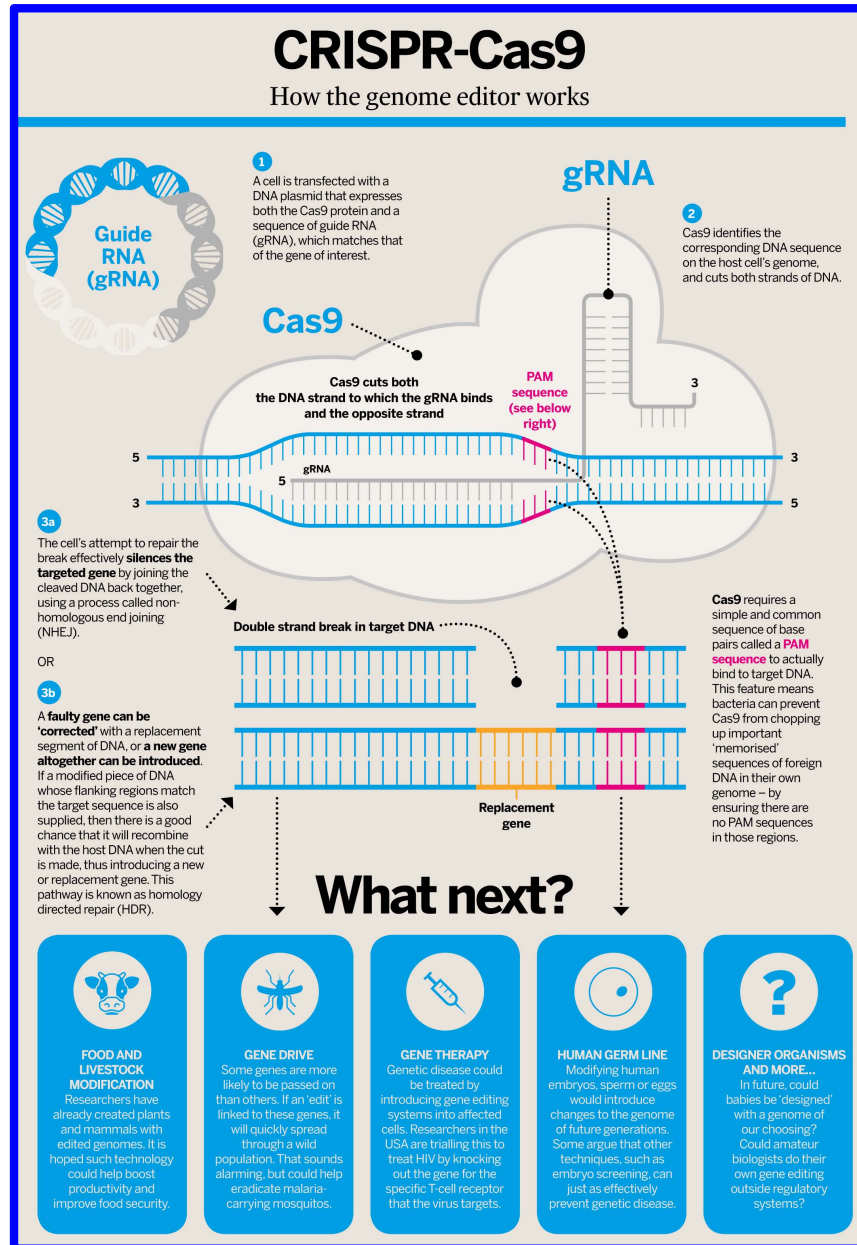 CRISPR-Cas9
How the genome editor works
Guide
RNA
(gRNA)
1
A cell is transfected with a
DNA plasmid that expresses
both the Cas9 protein and a
sequence of guide RNA
(gRNA), which matches that
of the gene of interest.
gRNA
2
Cas9 identifies the
corresponding DNA sequence
on the host cell's genome,
and cuts both strands of DNA.
Cas9
Cas9 cuts both
the DNA strand to which the gRNA binds
and the opposite strand
PAM
sequence
(see below
right)
3
5
3
gRNA
5
3
5
3a
The cell's attempt to repair the
break effectively silences the
targeted gene by joining the
cleaved DNA back together,
using a process called non-
homologous end joining
(NHEJ).
OR
3b
A faulty gene can be
'corrected' with a replacement
segment of DNA, or a new gene
altogether can be introduced.
If a modified piece of DNA
whose flanking regions match
the target sequence is also
supplied, then there is a good
chance that it will recombine
with the host DNA when the cut
is made, thus introducing a new
or replacement gene. This
pathway is known as homology
directed repair (HDR).
Double strand break in target DNA
Replacement
gene
Cas9 requires a
simple and common
sequence of base
pairs called a PAM
sequence to actually
bind to target DNA.
This feature means
bacteria can prevent
Cas9 from chopping
up important
'memorised'
sequences of foreign
DNA in their own
genome – by
ensuring there are
no PAM sequences
in those regions.
What next?
FOOD AND
LIVESTOCK
MODIFICATION
Researchers have
already created plants
and mammals with
edited genomes. It is
hoped such technology
could help boost
productivity and
improve food security.
GENE DRIVE
Some genes are more
likely to be passed on
than others. If an 'edit' is
linked to these genes, it
will quickly spread
through a wild
population. That sounds
alarming, but could help
eradicate malaria-
carrying mosquitos.
GENE THERAPY
Genetic disease could
be treated by
introducing gene editing
systems into affected
cells. Researchers in the
USA are trialling this to
treat HIV by knocking
out the gene for the
specific T-cell receptor
that the virus targets.
HUMAN GERM LINE
Modifying human
embryos, sperm or eggs
would introduce
changes to the genome
of future generations.
Some argue that other
techniques, such as
embryo screening, can
just as effectively
prevent genetic disease.
?
DESIGNER ORGANISMS
AND MORE...
In future, could
babies be 'designed'
with a genome of
our choosing?
Could amateur
biologists do their
own gene editing
outside regulatory
systems?